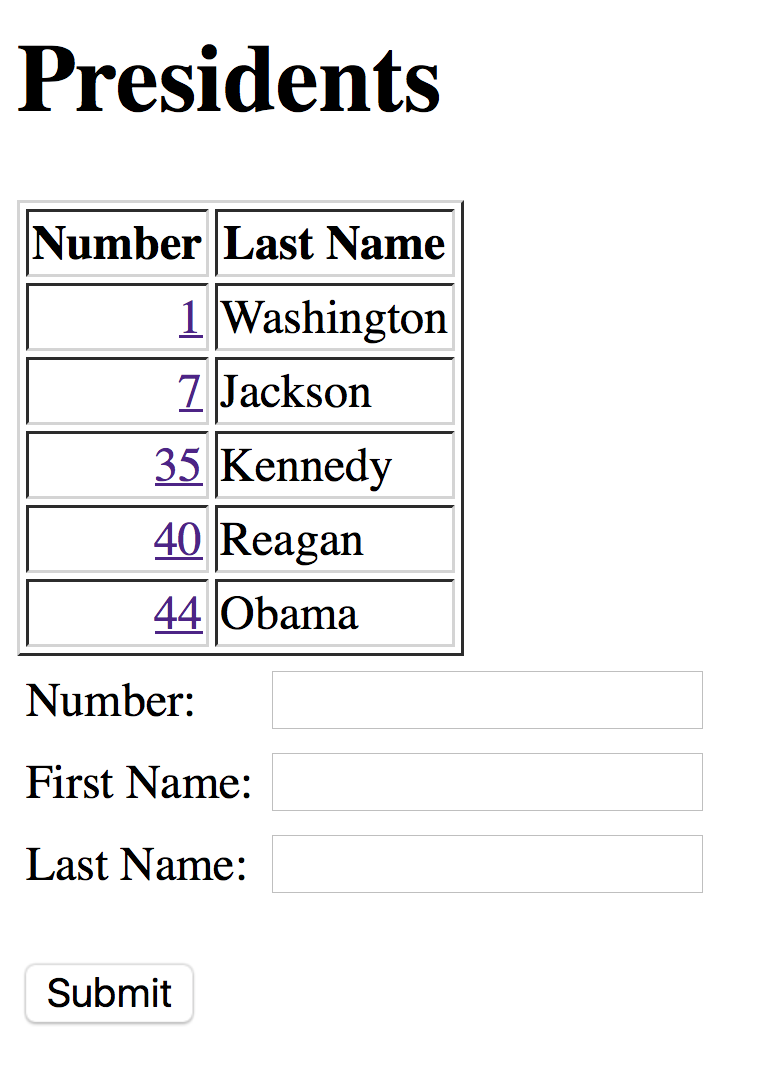 Presidents
Number Last Name
1 Washington
7 Jackson
35 Kennedy
40 Reagan
44 Obama
Number:
First Name:
Last Name:
Submit